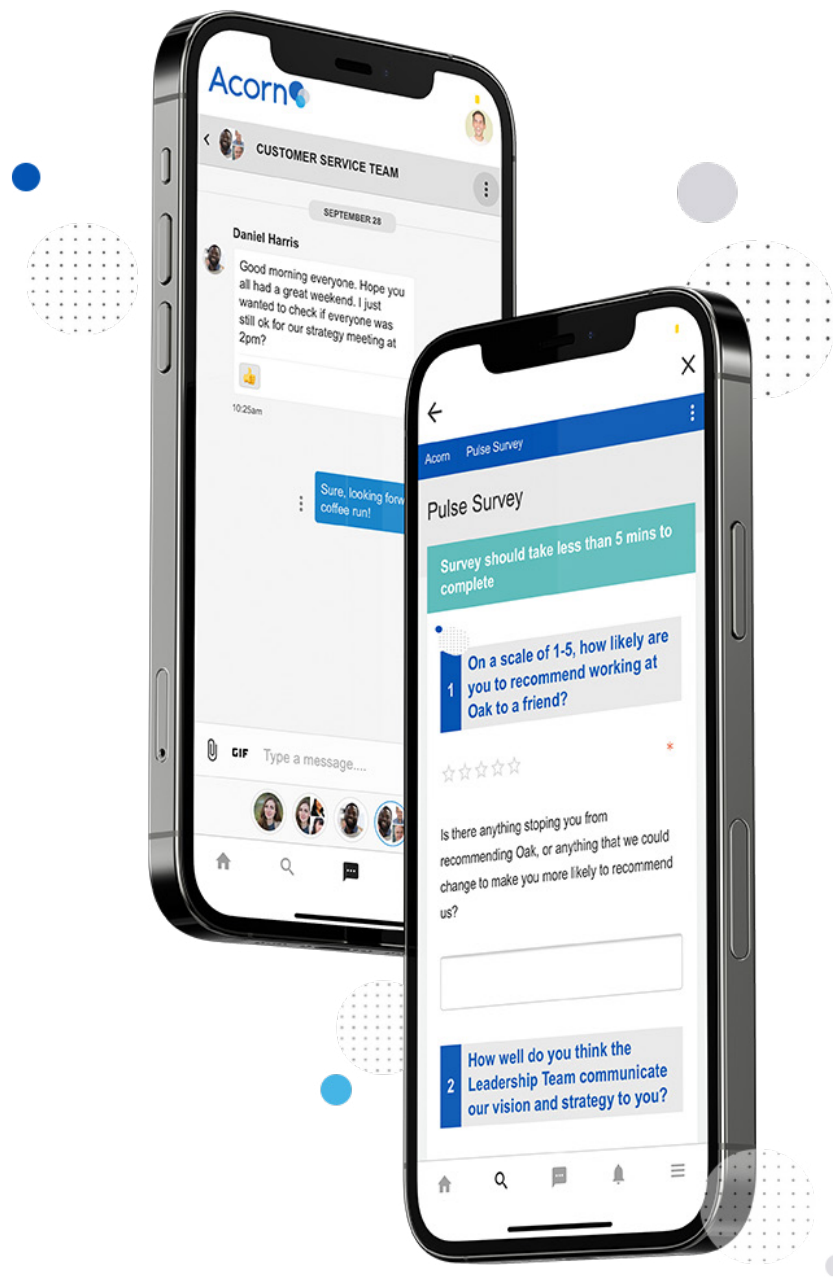 Acorn
CUSTOMER SERVICE TEAM
SEPTEMBER 28
Daniel Harris
Good morning everyone. Hope you
all had a great weekend. I just
wanted to check if everyone was
still ok for our strategy meeting at
2pm?
10:25am
Sure, looking forw
coffee run!
GIF
Type a message....
Acorn Pulse Survey
Pulse Survey
Survey should take less than 5 mins to
complete
1
On a scale of 1-5, how likely are
you to recommend working at
Oak to a friend?
*
Is there anything stoping you from
recommending Oak, or anything that we could
change to make you more likely to recommend
us?
2
How well do you think the
Leadership Team communicate
our vision and strategy to you?